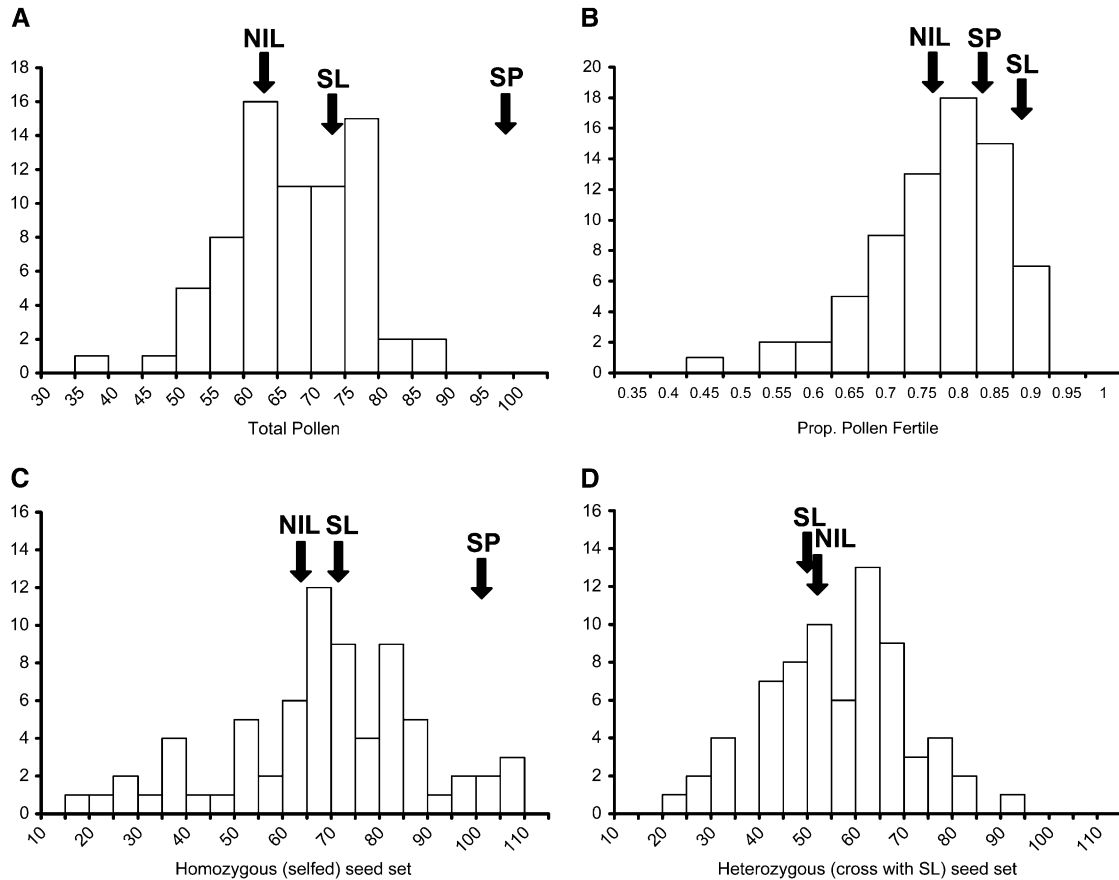 A
NIL
SL
SP
18
16
14
12
10
8
6
4
2
0
30 35 40 45 50 55 60 65 70 75 80 85 90 95 100
Total Pollen
B
NIL
SP
SL
20
18
16
14
12
10
8
6
4
2
0
0.35 0.4 0.45 0.5 0.55 0.6 0.65 0.7 0.75 0.8 0.85 0.9 0.95 1
Prop. Pollen Fertile
C
NIL SL
SP
16
14
12
10
8
6
4
2
0
10 20 30 40 50 60 70 80 90 100 110
Homozygous (selfed) seed set
D
SL
NIL
16
14
12
10
8
6
4
2
0
10 20 30 40 50 60 70 80 90 100 110
Heterozygous (cross with SL) seed set